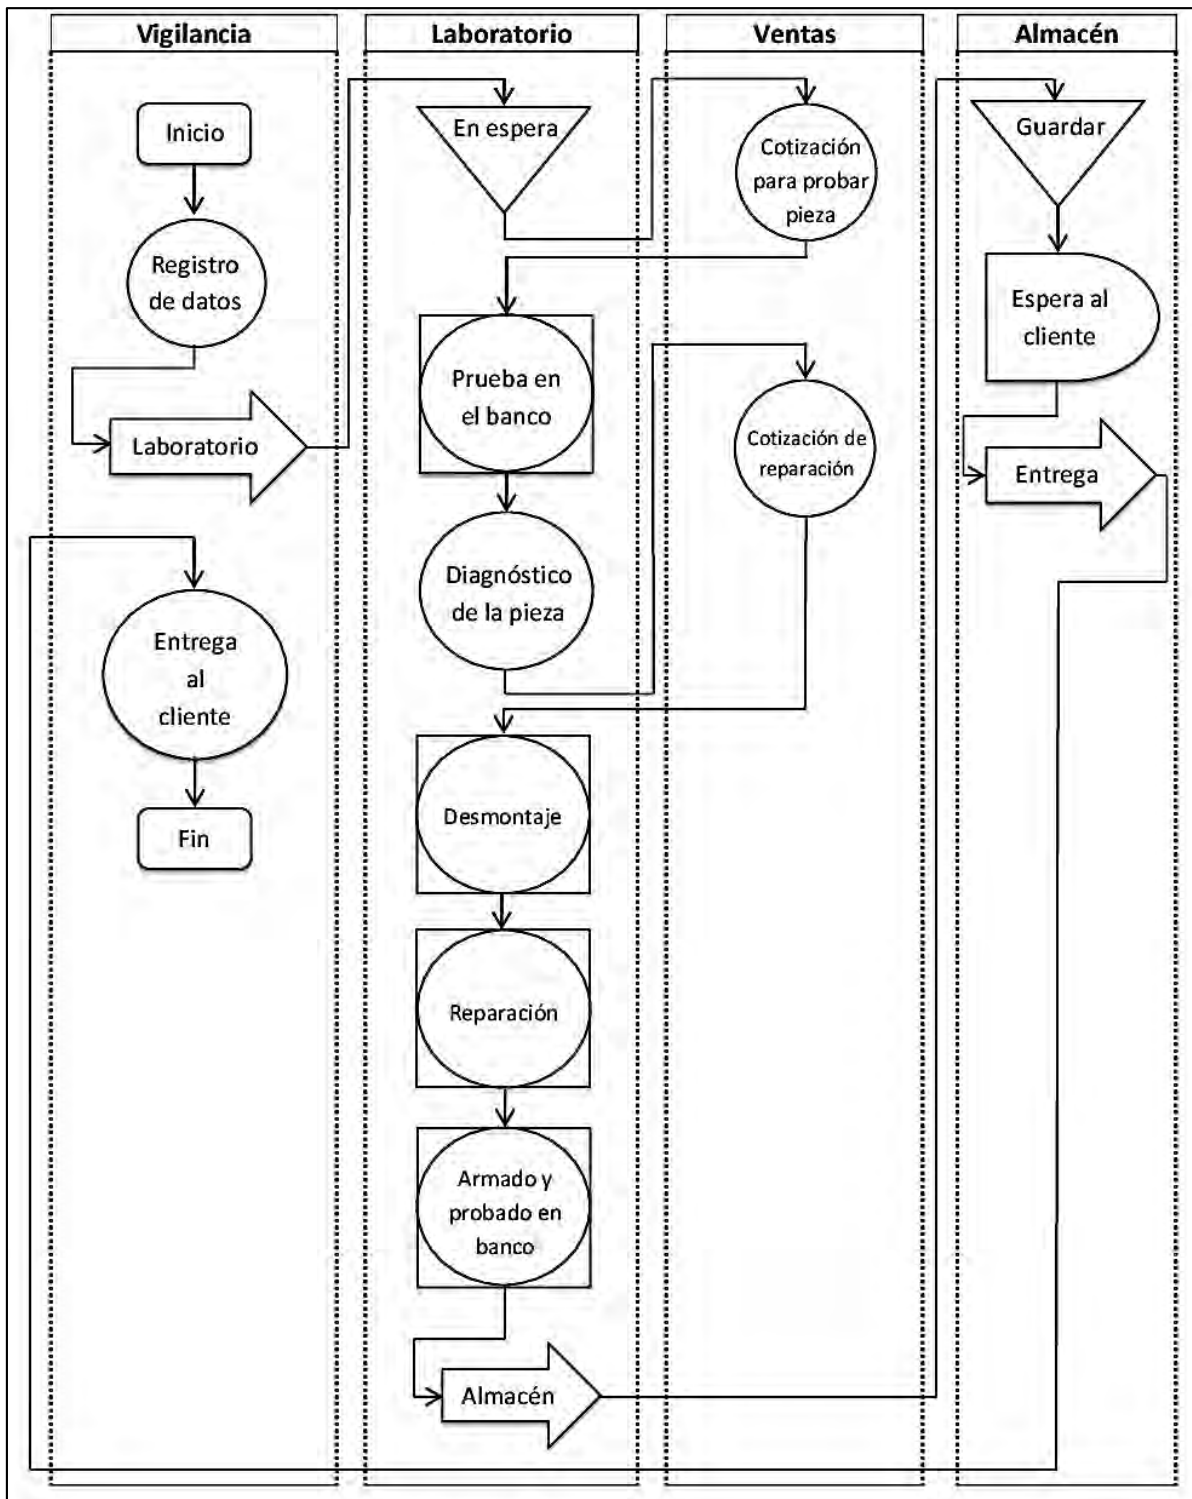 Vigilancia
Laboratorio
Ventas
Almacén
Inicio
Registro
de datos
Laboratorio
Entrega
al
cliente
Fin
En espera
Prueba en
el banco
Diagnóstico
de la pieza
Desmontaje
Reparación
Armado y
probado en
banco
Almacén
Cotización
para probar
pieza
Cotización de
reparación
Guardar
Espera al
cliente
Entrega